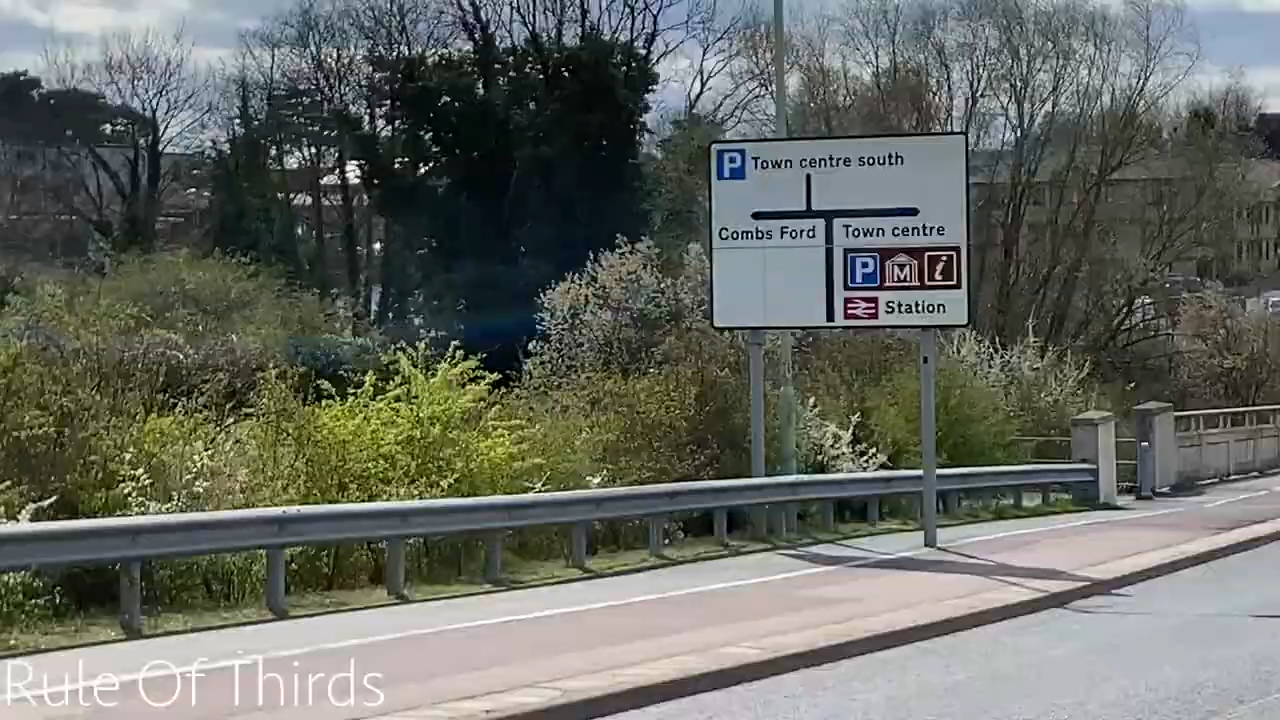 P Town centre south
Combs Ford
Town centre
P M i
Station
Rule Of Thirds